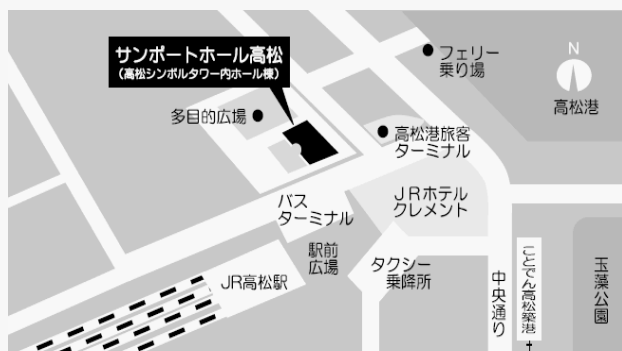 サンポートホール高松
（高松シンボルタワー内ホール棟）
フェリー
乗り場
N
高松港
多目的広場
高松港旅客
ターミナル
バス
ターミナル
JRホテル
クレメント
駅前
広場
タクシー
乗降所
JR高松駅
中央通り
ことでん高松築港
玉藻公園